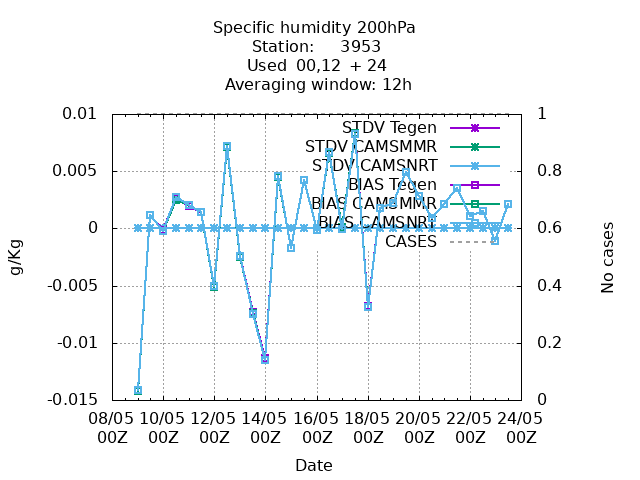 Specific humidity 200hPa
Station: 3953
Used 00,12 + 24
Averaging window: 12h
0.01
0.005
0
-0.005
-0.01
-0.015
1
0.8
0.6
0.4
0.2
0
STDV Tegen
STDV CAMSMMR
STDV CAMSNRT
BIAS Tegen
BIAS CAMSMMR
BIAS CAMSNRT
CASES
g/Kg
No cases
08/05 10/05 12/05 14/05 16/05 18/05 20/05 22/05 24/05
00Z 00Z 00Z 00Z 00Z 00Z 00Z 00Z 00Z
Date